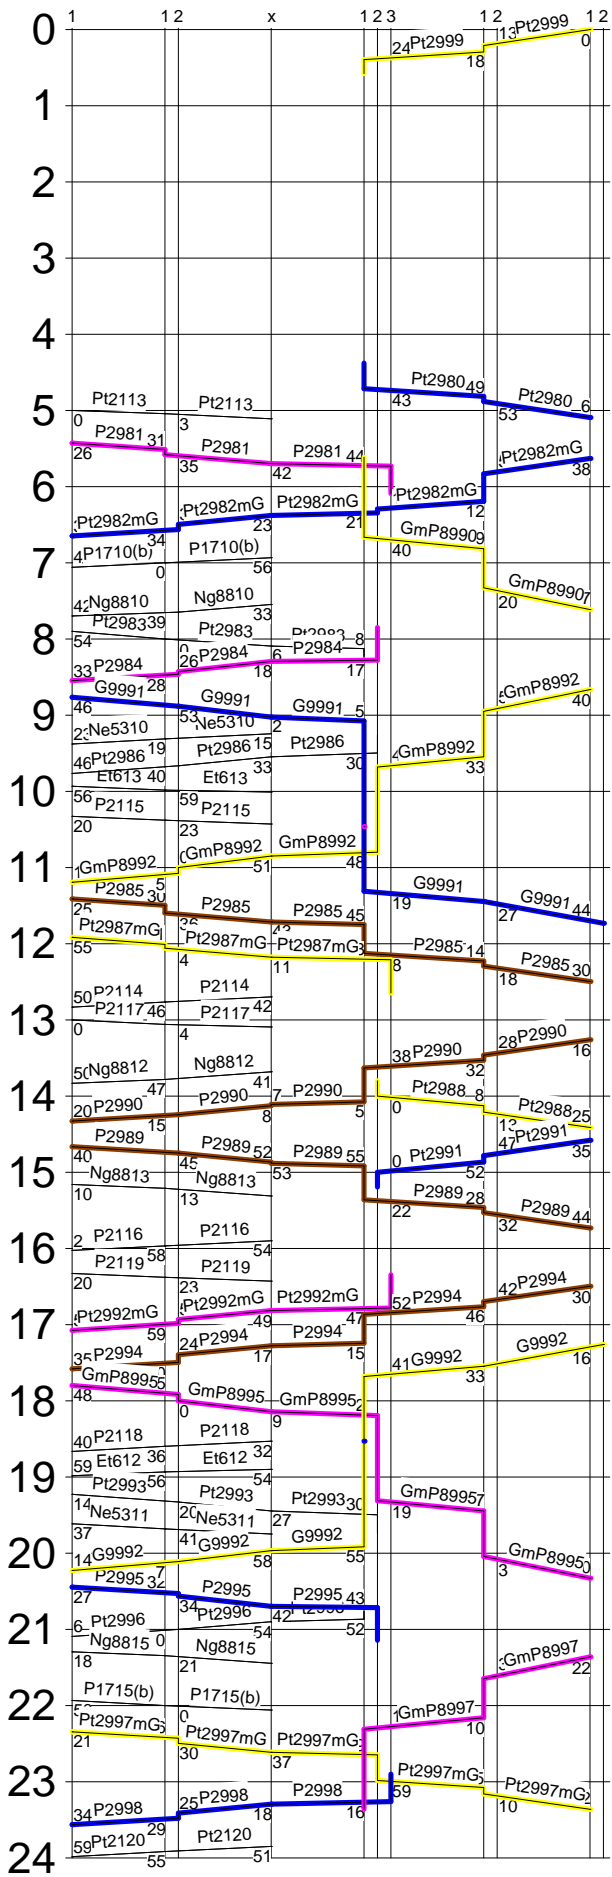 1 1 2 x 1 2 3 1 2 1 2
0
24 Pt2999 13 Pt2999
18 0
1
2
3
4
Pt2980 49 Pt2980 6
43 53
Pt2113 Pt2113
5
0 3
P2981 31 P2981 P2981 44
26 35 42
Pt2982mG 38
6
Pt2982mG Pt2982mG Pt2982mG Pt2982mG
34 23 21 12
GmP8990 9
40
7
P1710(b) P1710(b)
0 56
GmP8990 7
20
42 Ng8810 Ng8810
33
Pt2983 39 Pt2983 Pt2983 8
8
54 0 6
33 P2984 26 P2984 P2984
28 18 17
GmP8992
40
G9991 G9991 G9991 5
46 53 2
9
Ne5310 Ne5310
19 15
46 Pt2986 Pt2986 Pt2986
33 30
GmP8992
33
Et613 40 Et613
10
56 59
P2115 P2115
20 23
GmP8992 GmP8992 GmP8992
5 51 48
11
P2985 30 P2985 P2985 45
25 36 43
G9991 G9991 44
19 27
Pt2987mG Pt2987mG Pt2987mG
12
55 4 11 8
P2985 14 P2985 30
18
50 P2114 P2114
46 42
P2117 P2117
13
0 4
38 P2990 28 P2990
32 16
Ng8812 Ng8812
47 41
14
20 P2990 P2990 7 P2990
15 8 5
Pt2988 8 Pt2988 25
0 13
P2989 P2989 52 P2989 55
40 45 53
0 Pt2991 47 Pt2991
52 35
15
Ng8813 Ng8813
10 13
P2989 28 P2989 44
22 32
2 P2116 P2116
58 54
16
P2119 P2119
20 23
Pt2992mG Pt2992mG Pt2992mG
59 49 47
52 P2994 42 P2994
46 30
17
35 P2994 24 P2994 P2994
17 15
41 G9992 G9992
33 16
GmP8995 GmP8995 GmP8995
48 0 9
18
40 P2118 P2118
36 32
59 Et612 Et612
56 54
19
Pt2993 Pt2993 Pt2993 30
14 20 27
GmP8995 7 GmP8995 0
19 3
Ne5311 Ne5311
37 41
20
14 G9992 G9992 G9992
7 58 55
P2995 32 P2995 P2995 43
27 34 42
6 Pt2996 Pt2996
0 54 52
21
Ng8815 Ng8815
18 21
GmP8997
22
P1715(b) P1715(b)
0
22
GmP8997
10
Pt2997mG Pt2997mG Pt2997mG
21 30 37
23
Pt2997mG Pt2997mG 2
59 10
34 P2998 25 P2998 P2998
29 18 16
59 Pt2120 Pt2120
55 51
24